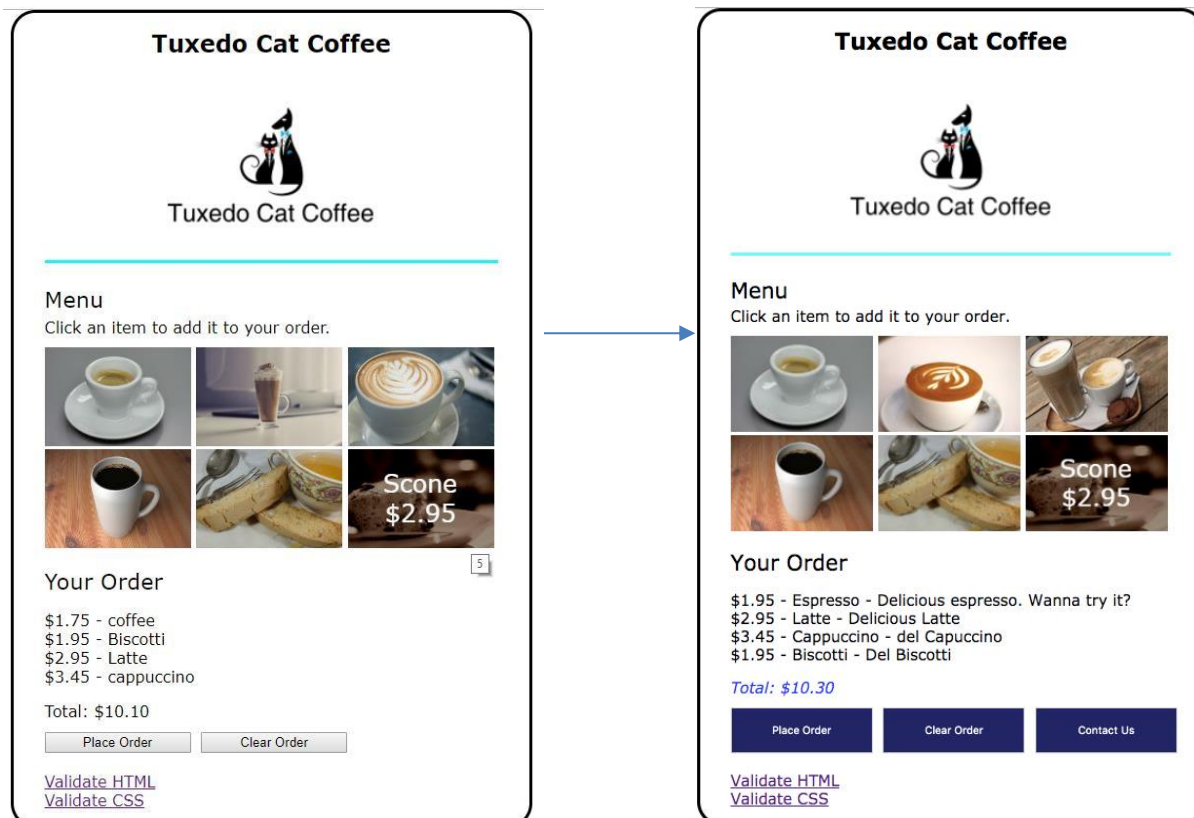 Tuxedo Cat Coffee
Tuxedo Cat Coffee
Menu
Click an item to add it to your order.
Scone
$2.95
5
Your Order
$1.75 - coffee
$1.95 - Biscotti
$2.95 - Latte
$3.45 - cappuccino
Total: $10.10
Place Order
Clear Order
Validate HTML
Validate CSS
Tuxedo Cat Coffee
Tuxedo Cat Coffee
Menu
Click an item to add it to your order.
Scone
$2.95
Your Order
$1.95 - Espresso - Delicious espresso. Wanna try it?
$2.95 - Latte - Delicious Latte
$3.45 - Cappuccino - del Capuccino
$1.95 - Biscotti - Del Biscotti
Total: $10.30
Place Order
Clear Order
Contact Us
Validate HTML
Validate CSS